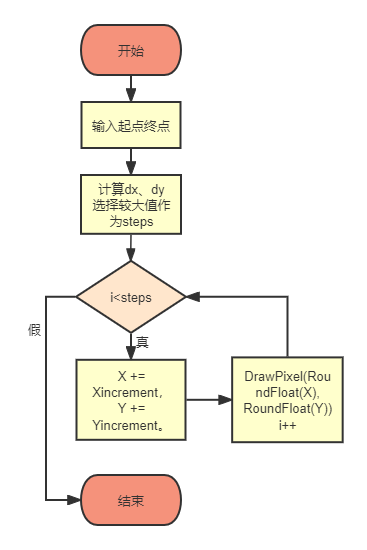 开始
输入起点终点
计算dx、dy
选择较大值作
为steps
i<steps
假
真
X +=
Xincrement，
Y +=
Yincrement。
DrawPixel(Rou
ndFloat(X),
RoundFloat(Y))
i++
结束